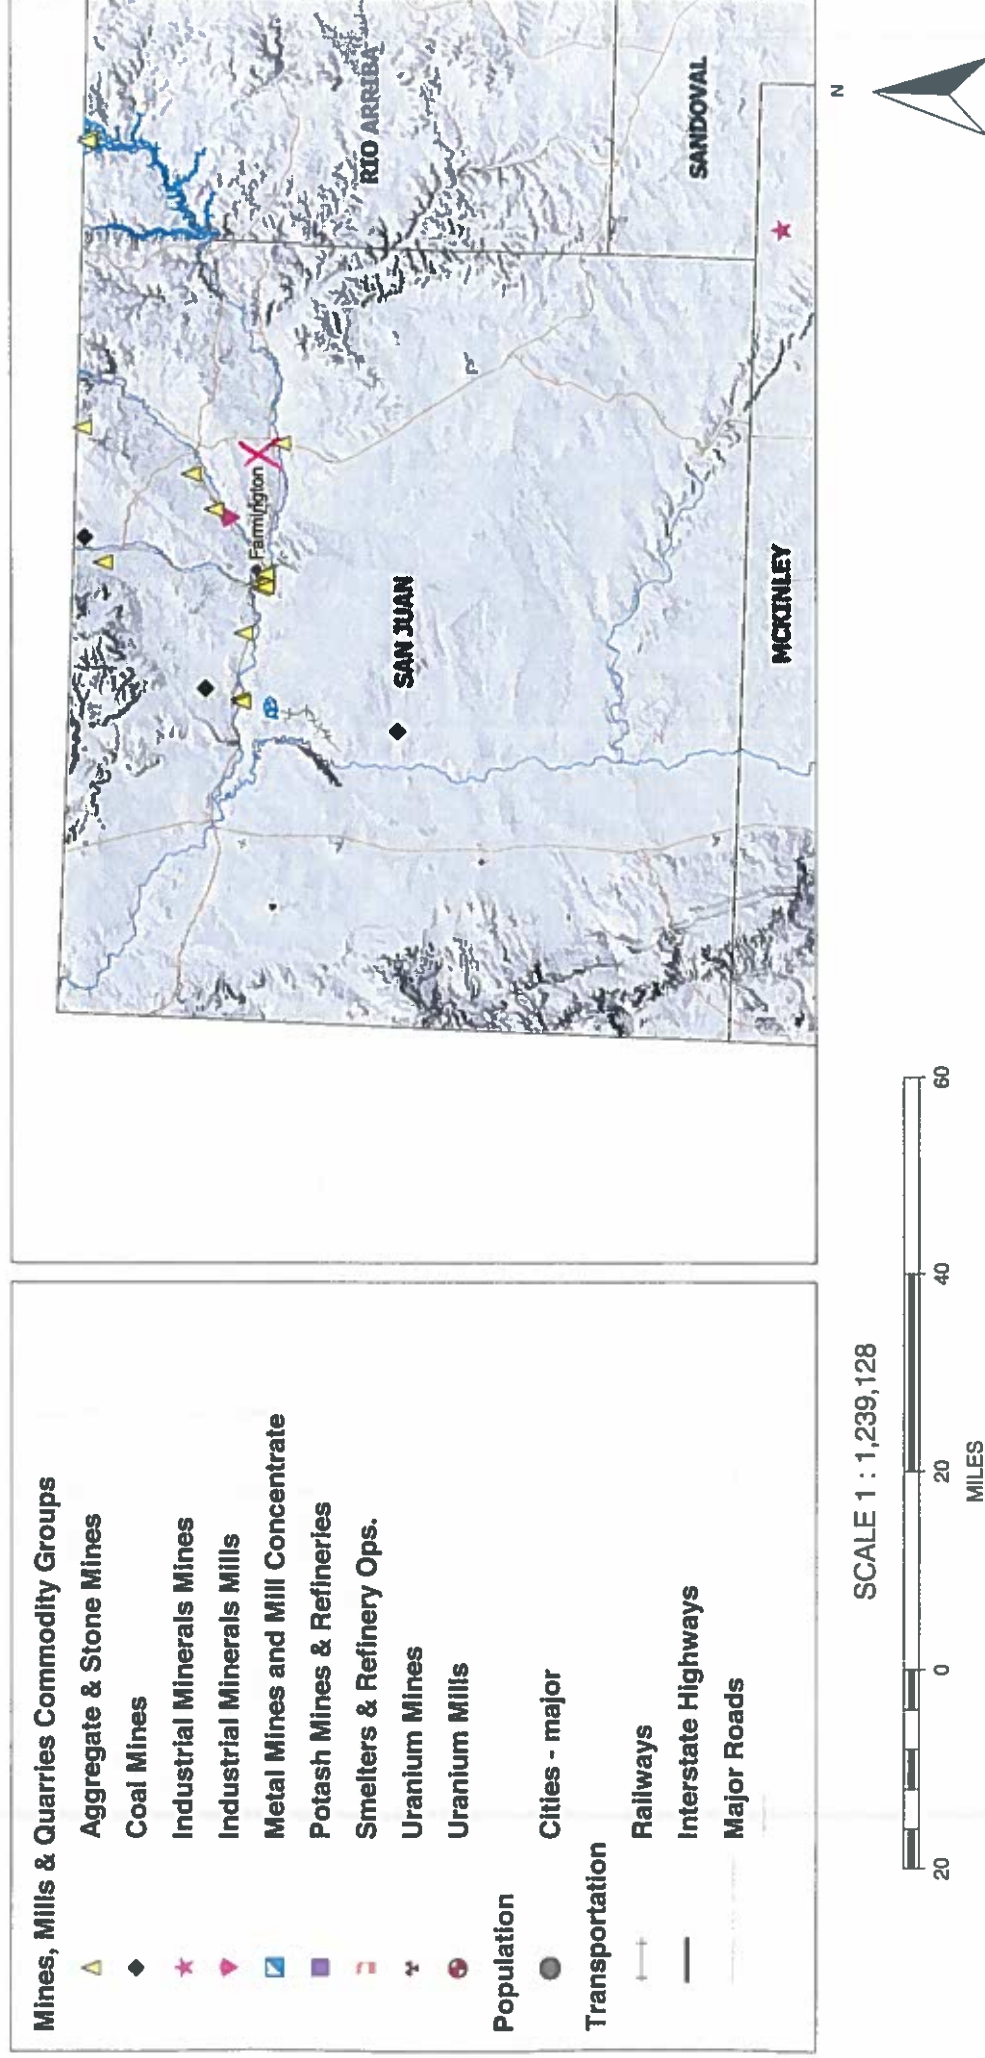 Mines, Mills & Quarries Commodity Groups
Aggregate & Stone Mines
Coal Mines
Industrial Minerals Mines
Industrial Minerals Mills
Metal Mines and Mill Concentrate
Potash Mines & Refineries
Smelters & Refinery Ops.
Uranium Mines
Uranium Mills
Population
Cities - major
Transportation
Railways
Interstate Highways
Major Roads
Farmington
SAN JUAN
RIO ARRIBA
SANDOVAL
MCKINLEY
SCALE 1 : 1,239,128
20 0 20 40 60
MILES
N